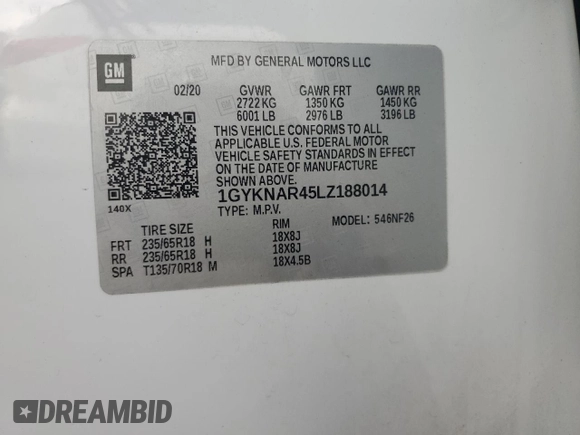 GM
MFD BY GENERAL MOTORS LLC
02/20 GVWR GAWR FRT GAWR RR
2722 KG 1350 KG 1450 KG
6001 LB 2976 LB 3196 LB
THIS VEHICLE CONFORMS TO ALL
APPLICABLE U.S. FEDERAL MOTOR
VEHICLE SAFETY STANDARDS IN EFFECT
ON THE DATE OF MANUFACTURE
SHOWN ABOVE.
140X
1GYKNAR45LZ188014
TYPE: M.P.V. MODEL: 546NF26
TIRE SIZE RIM
FRT 235/65R18 H 18X8J
RR 235/65R18 H 18X8J
SPA T135/70R18 M 18X4.5B
DREAMBID